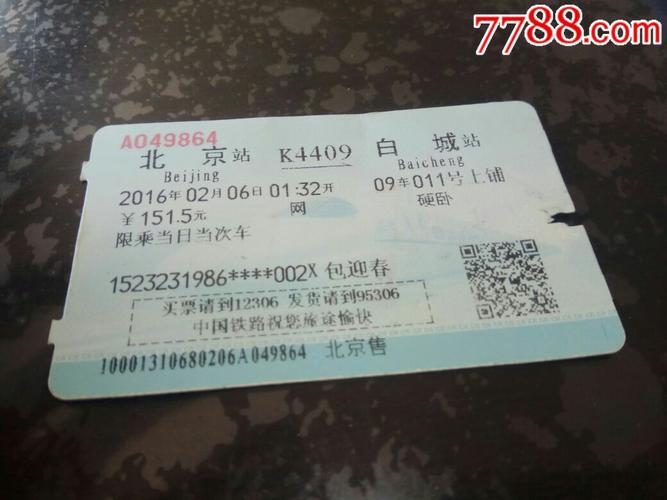 7788.com
A049864
北京站 K4409 白城站
Beijing Baicheng
2016年02月06日01:32开 09车011号上铺
￥151.5元 网 硬卧
限乘当日当次车
1523231986****002X 包迎春
买票请到12306 发货请到95306
中国铁路祝您旅途愉快
10001310680206A049864 北京售